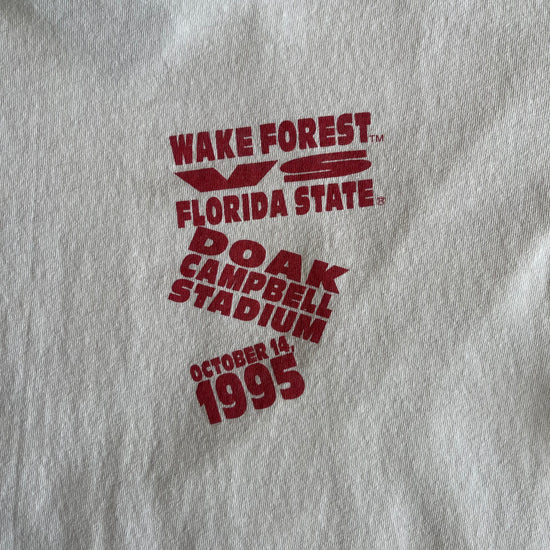 WAKE FOREST™
VS
FLORIDA STATE®
DOAK
CAMPBELL
STADIUM
OCTOBER 14,
1995